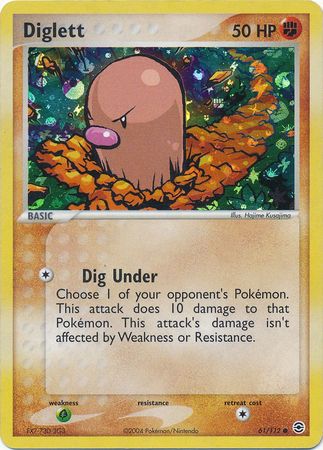 Diglett
50 HP
BASIC
Illus. Hajime Kusajima
Dig Under
Choose 1 of your opponent's Pokémon.
This attack does 10 damage to that
Pokémon. This attack's damage isn't
affected by Weakness or Resistance.
weakness
resistance
retreat cost
©2004 Pokémon/Nintendo
61/112